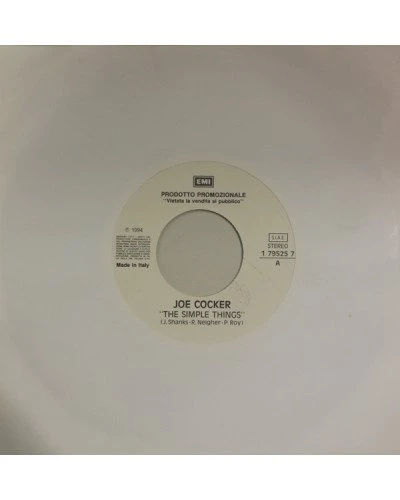 EMI
PRODOTTO PROMOZIONALE
"Vietata la vendita al pubblico"
℗ 1994
Made in Italy
S.I.A.E.
STEREO
1 79525 7
A
JOE COCKER
"THE SIMPLE THINGS"
(J. Shanks - R. Neigher - P. Roy)